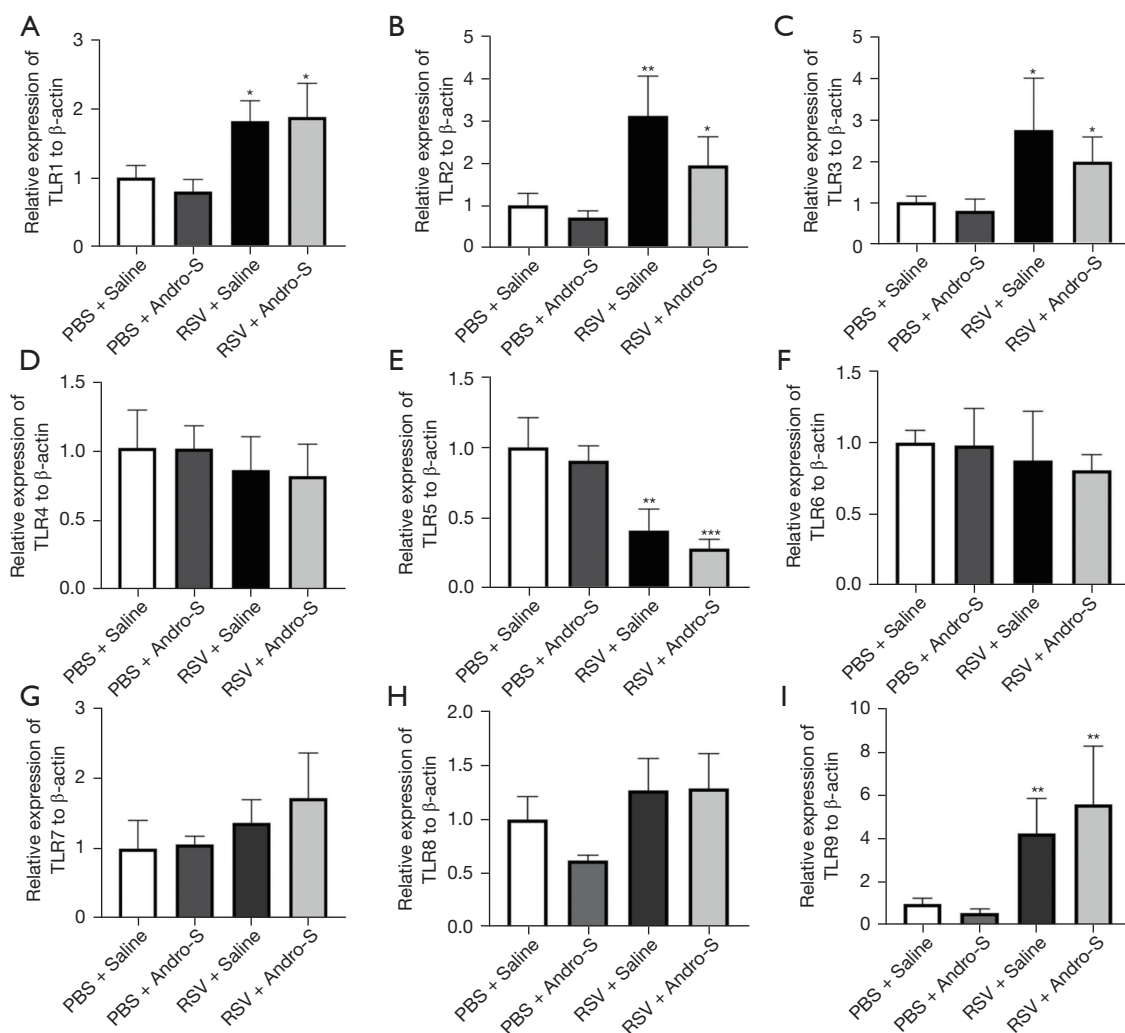 A
Relative expression of
TLR1 to β-actin
3
2
1
0
*
*
PBS + Saline
PBS + Andro-S
RSV + Saline
RSV + Andro-S
B
Relative expression of
TLR2 to β-actin
5
4
3
2
1
0
**
*
PBS + Saline
PBS + Andro-S
RSV + Saline
RSV + Andro-S
C
Relative expression of
TLR3 to β-actin
5
4
3
2
1
0
*
*
PBS + Saline
PBS + Andro-S
RSV + Saline
RSV + Andro-S
D
Relative expression of
TLR4 to β-actin
1.5
1.0
0.5
0.0
PBS + Saline
PBS + Andro-S
RSV + Saline
RSV + Andro-S
E
Relative expression of
TLR5 to β-actin
1.5
1.0
0.5
0.0
**
***
PBS + Saline
PBS + Andro-S
RSV + Saline
RSV + Andro-S
F
Relative expression of
TLR6 to β-actin
1.5
1.0
0.5
0.0
PBS + Saline
PBS + Andro-S
RSV + Saline
RSV + Andro-S
G
Relative expression of
TLR7 to β-actin
3
2
1
0
PBS + Saline
PBS + Andro-S
RSV + Saline
RSV + Andro-S
H
Relative expression of
TLR8 to β-actin
2.0
1.5
1.0
0.5
0.0
PBS + Saline
PBS + Andro-S
RSV + Saline
RSV + Andro-S
I
Relative expression of
TLR9 to β-actin
10
8
6
4
2
0
**
**
PBS + Saline
PBS + Andro-S
RSV + Saline
RSV + Andro-S